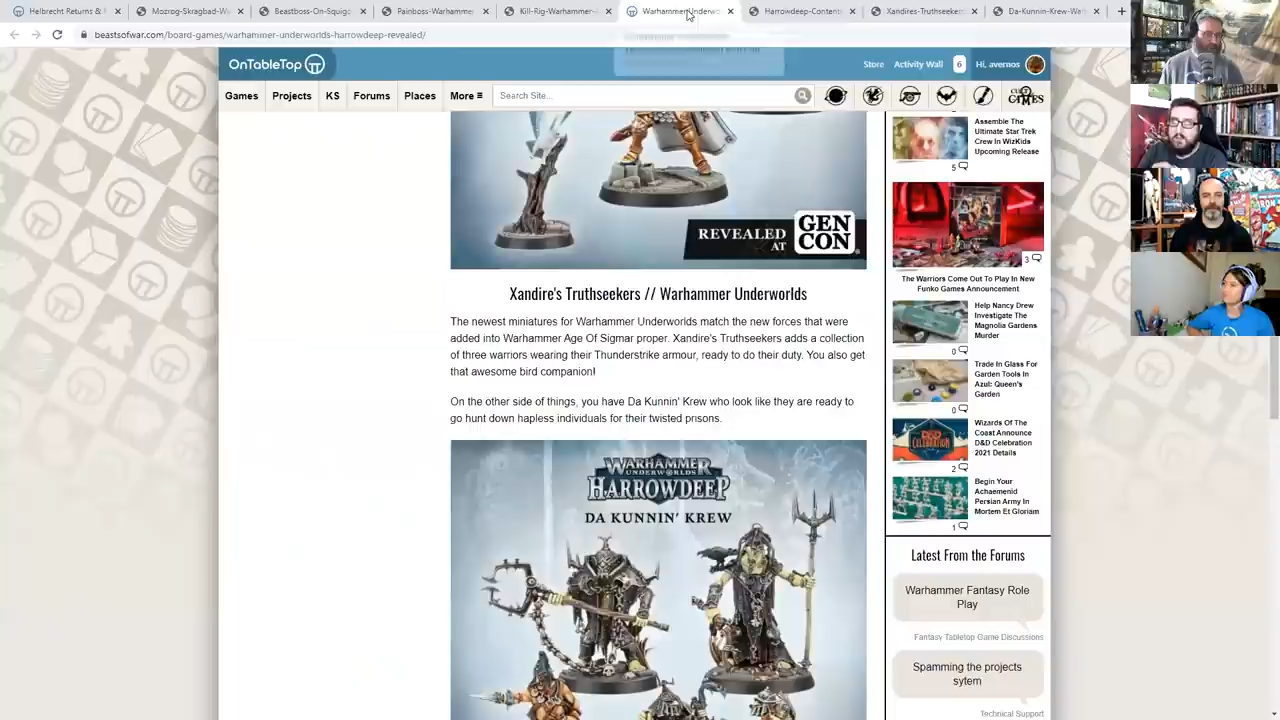 Helbrecht Returns &
Mozrog-Skragbad-W
Beastboss-On-Squigo
Painboss-Warhammer
Kill-Rig-Warhammer-
Warhammer Underwo
Harrowdeep-Contents
Xandires-Truthseekers
Da-Kunnin-Krew-War
beastsofwar.com/board-games/warhammer-underworlds-harrowdeep-revealed/
OnTableTop
Store
Activity Wall
6
Hi, avernos
Games
Projects
KS
Forums
Places
More
Search Site...
REVEALED
AT
GEN
CON
Xandire's Truthseekers // Warhammer Underworlds
The newest miniatures for Warhammer Underworlds match the new forces that were
added into Warhammer Age Of Sigmar proper. Xandire's Truthseekers adds a collection
of three warriors wearing their Thunderstrike armour, ready to do their duty. You also get
that awesome bird companion!
On the other side of things, you have Da Kunnin' Krew who look like they are ready to
go hunt down hapless individuals for their twisted prisons.
WARHAMMER
UNDERWORLDS
HARROWDEEP
DA KUNNIN' KREW
Assemble The
Ultimate Star Trek
Crew In WizKids
Upcoming Release
5
3
The Warriors Come Out To Play In New
Funko Games Announcement
Help Nancy Drew
Investigate The
Magnolia Gardens
Murder
0
Trade In Glass For
Garden Tools In
Azul: Queen's
Garden
0
Wizards Of The
Coast Announce
D&D Celebration
2021 Details
2
Begin Your
Achaemenid
Persian Army In
Mortem Et Gloriam
1
Latest From the Forums
Warhammer Fantasy Role
Play
Fantasy Tabletop Game Discussions
Spamming the projects
sytem
Technical Support